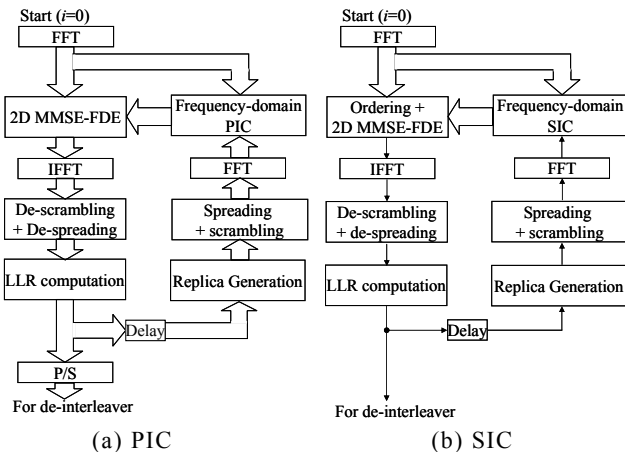 Start (i=0)
FFT
2D MMSE-FDE
Frequency-domain
PIC
IFFT
FFT
De-scrambling
+ De-spreading
Spreading
+ scrambling
LLR computation
Replica Generation
Delay
P/S
For de-interleaver
(a) PIC
Start (i=0)
FFT
Ordering +
2D MMSE-FDE
Frequency-domain
SIC
IFFT
FFT
De-scrambling
+ de-spreading
Spreading
+ scrambling
LLR computation
Replica Generation
Delay
For de-interleaver
(b) SIC